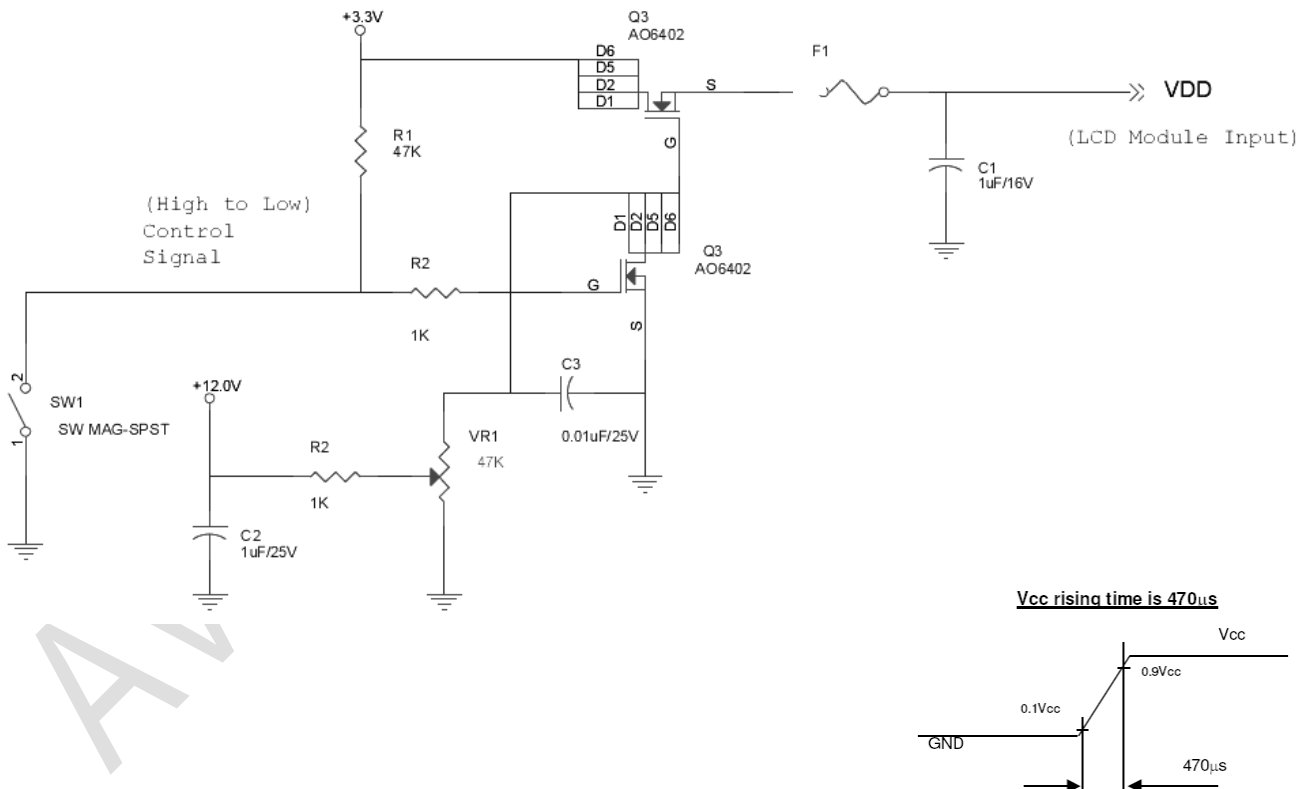 +3.3V
Q3
AO6402
D6
D5
D2
D1
S
G
F1
VDD
(LCD Module Input)
C1
1uF/16V
R1
47K
(High to Low)
Control
Signal
D1
D2
D5
D6
Q3
AO6402
R2
1K
G
S
2
1
SW1
SW MAG-SPST
+12.0V
C3
0.01uF/25V
R2
1K
VR1
47K
C2
1uF/25V
Vcc rising time is 470μs
Vcc
0.9Vcc
0.1Vcc
GND
470μs